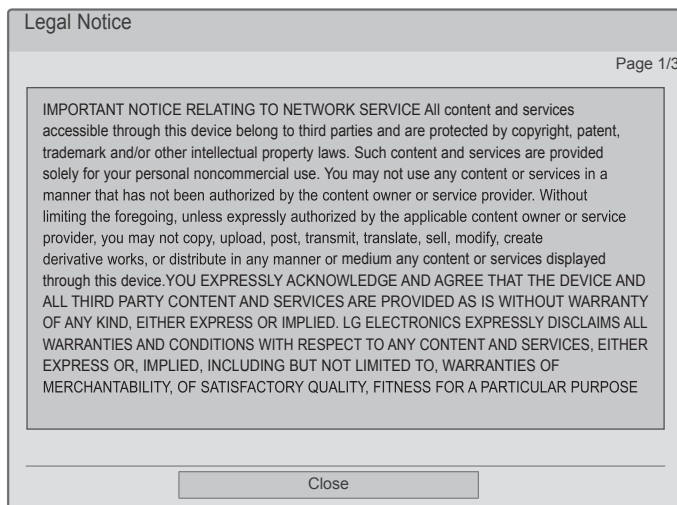 Legal Notice
Page 1/3
IMPORTANT NOTICE RELATING TO NETWORK SERVICE All content and services
accessible through this device belong to third parties and are protected by copyright, patent,
trademark and/or other intellectual property laws. Such content and services are provided
solely for your personal noncommercial use. You may not use any content or services in a
manner that has not been authorized by the content owner or service provider. Without
limiting the foregoing, unless expressly authorized by the applicable content owner or service
provider, you may not copy, upload, post, transmit, translate, sell, modify, create
derivative works, or distribute in any manner or medium any content or services displayed
through this device.YOU EXPRESSLY ACKNOWLEDGE AND AGREE THAT THE DEVICE AND
ALL THIRD PARTY CONTENT AND SERVICES ARE PROVIDED AS IS WITHOUT WARRANTY
OF ANY KIND, EITHER EXPRESS OR IMPLIED. LG ELECTRONICS EXPRESSLY DISCLAIMS ALL
WARRANTIES AND CONDITIONS WITH RESPECT TO ANY CONTENT AND SERVICES, EITHER
EXPRESS OR, IMPLIED, INCLUDING BUT NOT LIMITED TO, WARRANTIES OF
MERCHANTABILITY, OF SATISFACTORY QUALITY, FITNESS FOR A PARTICULAR PURPOSE
Close